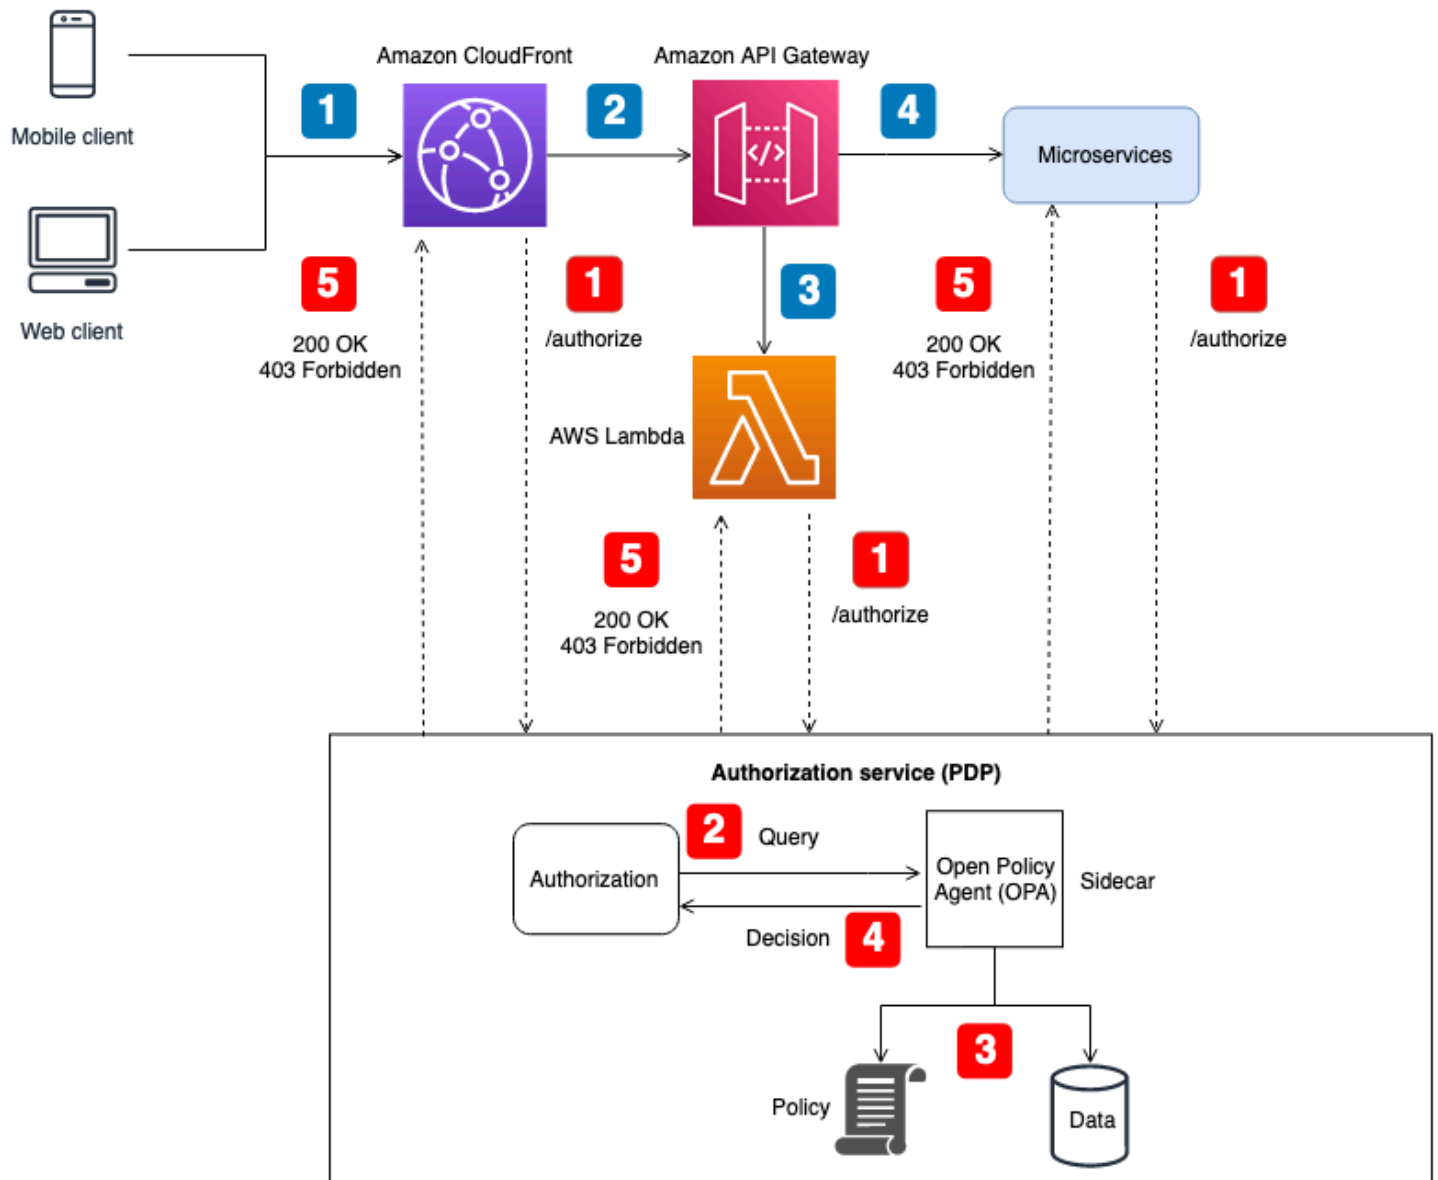 Amazon CloudFront
Amazon API Gateway
1
2
4
Mobile client
</>
Microservices
5
1
3
5
1
Web client
200 OK
403 Forbidden
/authorize
200 OK
403 Forbidden
/authorize
AWS Lambda
5
1
200 OK
403 Forbidden
/authorize
Authorization service (PDP)
2
Query
Authorization
Open Policy
Agent (OPA)
Sidecar
Decision
4
3
Policy
Data